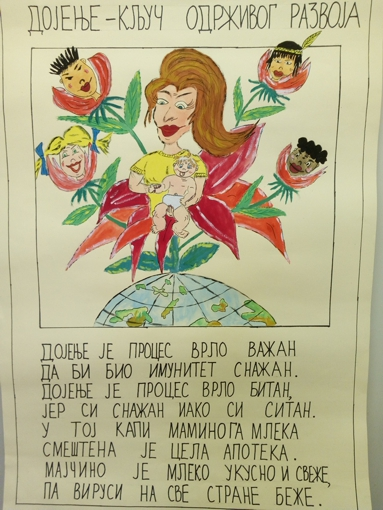 ДОЈЕЊЕ - КЉУЧ ОДРЖИВОГ РАЗВОЈА
ДОЈЕЊЕ ЈЕ ПРОЦЕС ВРЛО ВАЖАН
ДА БИ БИО ИМУНИТЕТ СНАЖАН.
ДОЈЕЊЕ ЈЕ ПРОЦЕС ВРЛО БИТАН,
ЈЕР СИ СНАЖАН ИАКО СИ СИТАН.
У ТОЈ КАПИ МАМИНОГА МЛЕКА
СМЕШТЕНА ЈЕ ЦЕЛА АПОТЕКА.
МАЈЧИНО ЈЕ МЛЕКО УКУСНО И СВЕЖЕ,
ПА ВИРУСИ НА СВЕ СТРАНЕ БЕЖЕ.